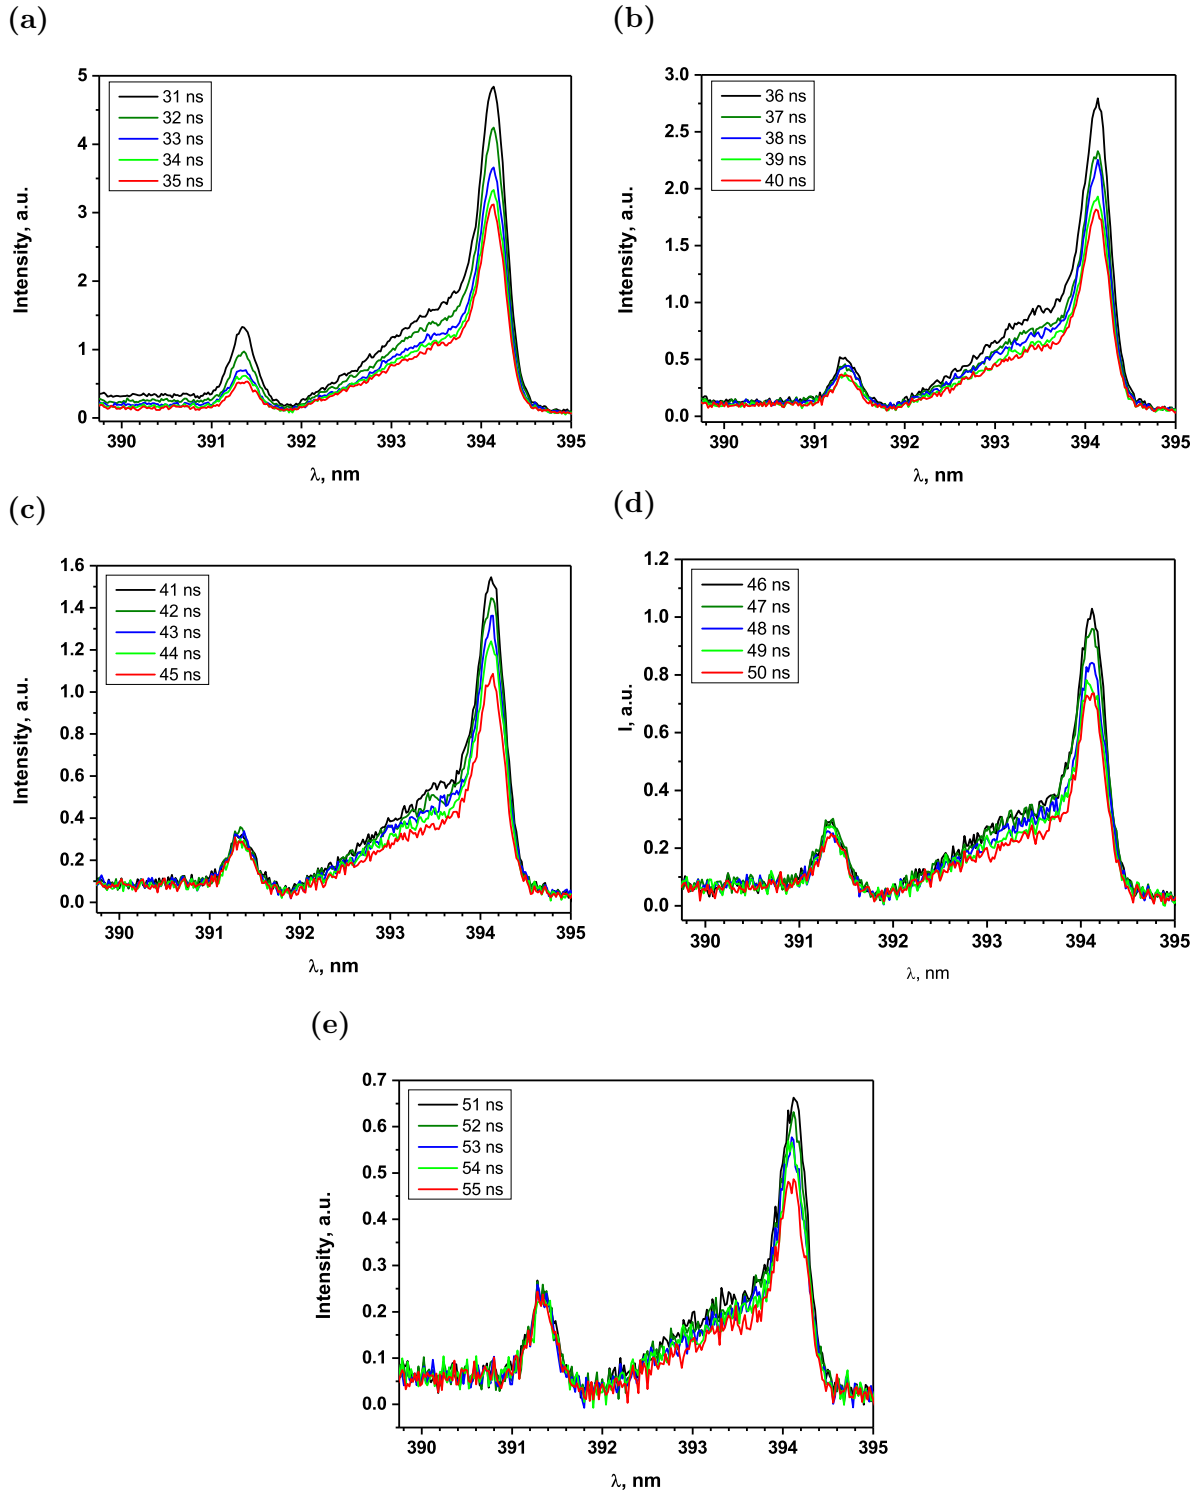 (a)
5
4
3
2
1
0
Intensity, a.u.
31 ns
32 ns
33 ns
34 ns
35 ns
390 391 392 393 394 395
λ, nm
(b)
3.0
2.5
2.0
1.5
1.0
0.5
0.0
Intensity, a.u.
36 ns
37 ns
38 ns
39 ns
40 ns
390 391 392 393 394 395
λ, nm
(c)
1.6
1.4
1.2
1.0
0.8
0.6
0.4
0.2
0.0
Intensity, a.u.
41 ns
42 ns
43 ns
44 ns
45 ns
390 391 392 393 394 395
λ, nm
(d)
1.2
1.0
0.8
0.6
0.4
0.2
0.0
I, a.u.
46 ns
47 ns
48 ns
49 ns
50 ns
390 391 392 393 394 395
λ, nm
(e)
0.7
0.6
0.5
0.4
0.3
0.2
0.1
0.0
Intensity, a.u.
51 ns
52 ns
53 ns
54 ns
55 ns
390 391 392 393 394 395
λ, nm